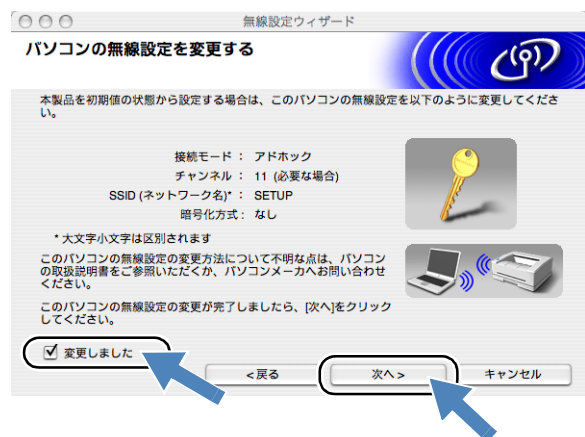 無線設定ウィザード
パソコンの無線設定を変更する
本製品を初期値の状態から設定する場合は、このパソコンの無線設定を以下のように変更してくださ
い。
接続モード： アドホック
チャンネル： 11 (必要な場合)
SSID (ネットワーク名)*： SETUP
暗号化方式： なし
* 大文字小文字は区別されます
このパソコンの無線設定の変更方法について不明な点は、パソコン
の取扱説明書をご参照いただくか、パソコンメーカへお問い合わせ
ください。
このパソコンの無線設定の変更が完了しましたら、[次へ]をクリック
してください。
変更しました
<戻る 次へ > キャンセル